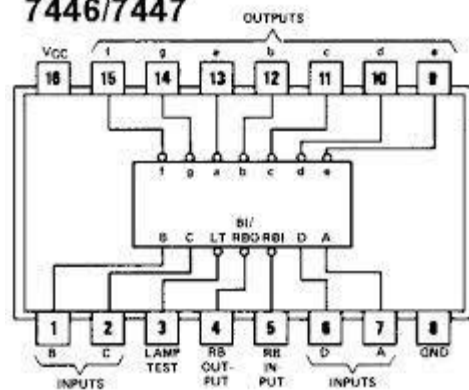 7446/7447
OUTPUTS
VCC f g a b c d e
16 15 14 13 12 11 10 9
f g a b c d e
BI/
B C LT RBO RBI D A
1 2 3 4 5 6 7 8
B C LAMP RB RB D A GND
TEST OUT- IN-
PUT PUT
INPUTS INPUTS